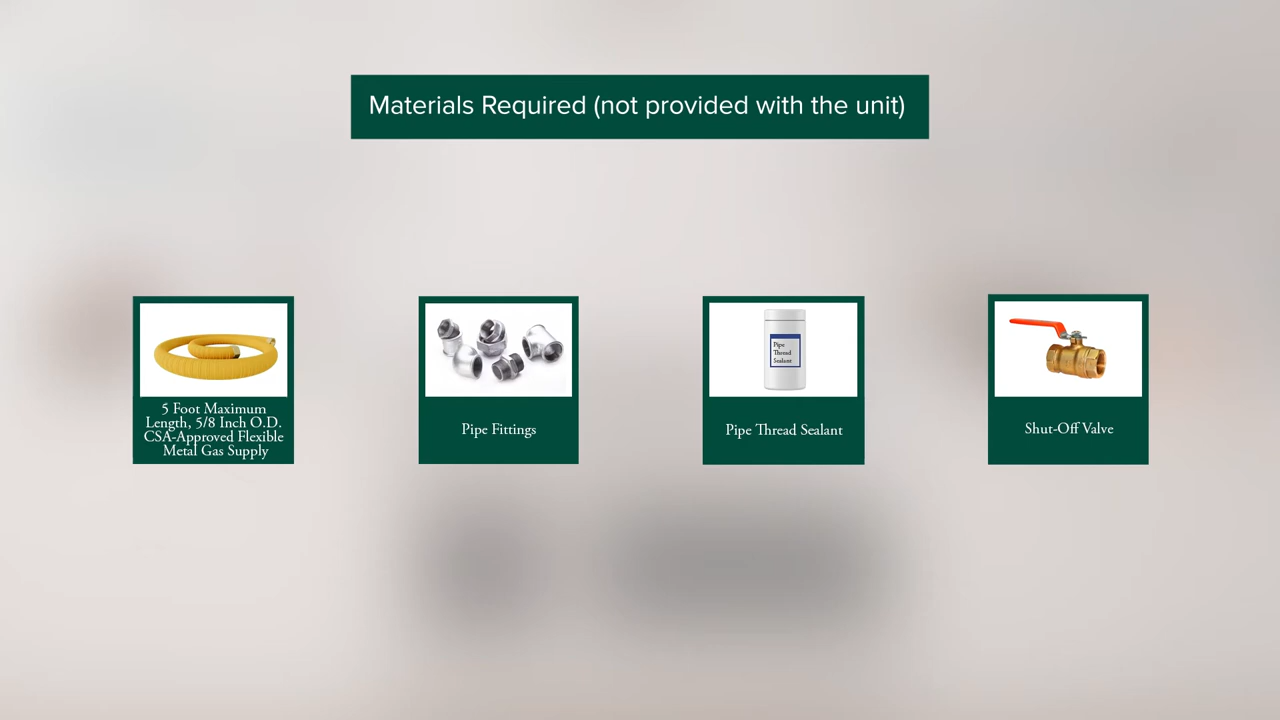 Materials Required (not provided with the unit)
5 Foot Maximum
Length, 5/8 Inch O.D.
CSA-Approved Flexible
Metal Gas Supply
Pipe Fittings
Pipe
Thread
Sealant
Pipe Thread Sealant
Shut-Off Valve